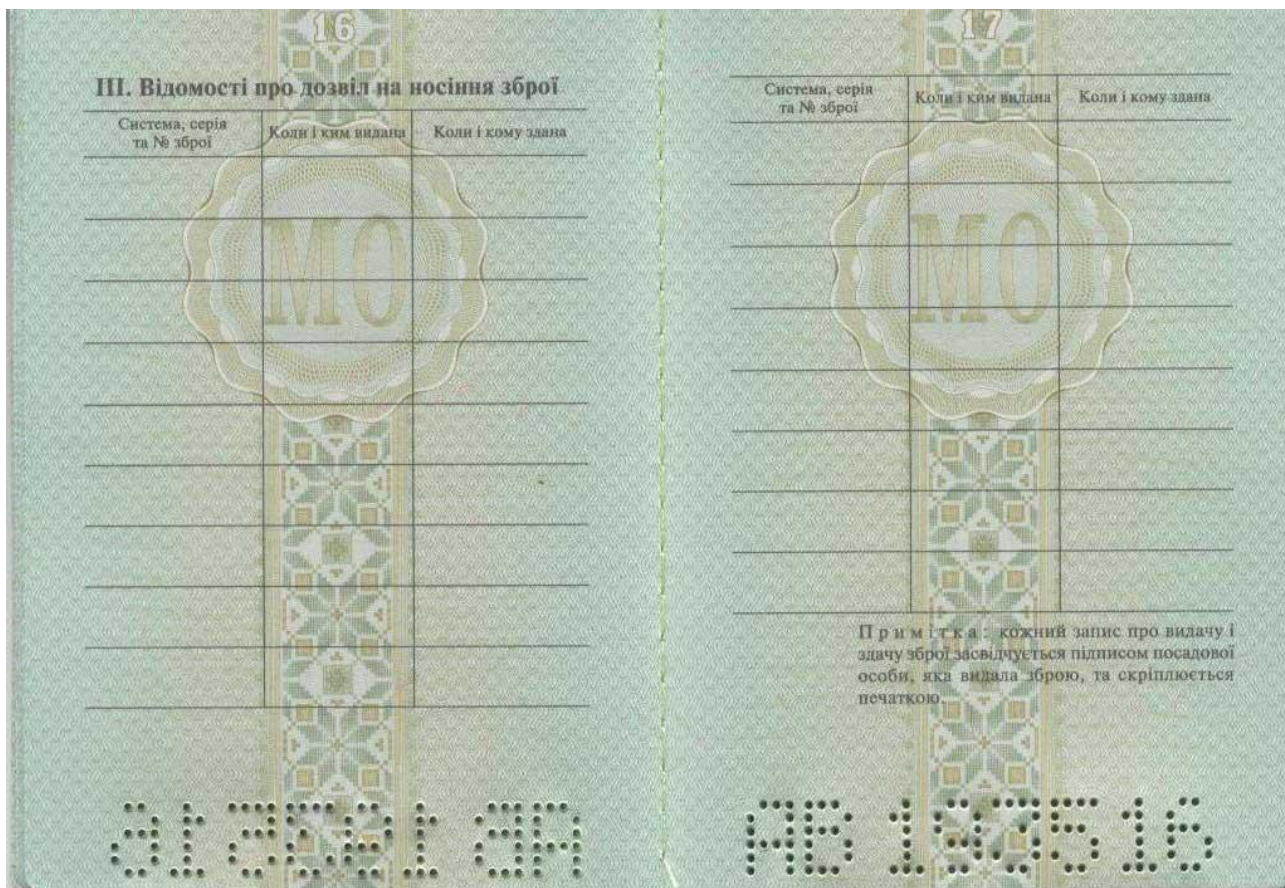 16
III. Відомості про дозвіл на носіння зброї
Система, серія та № зброї
Коли і ким видана
Коли і кому здана
МО
17
Система, серія та № зброї
Коли і ким видана
Коли і кому здана
МО
Примітка: кожний запис про видачу і
здачу зброї засвідчується підписом посадової
особи, яка видала зброю, та скріплюється
печаткою.